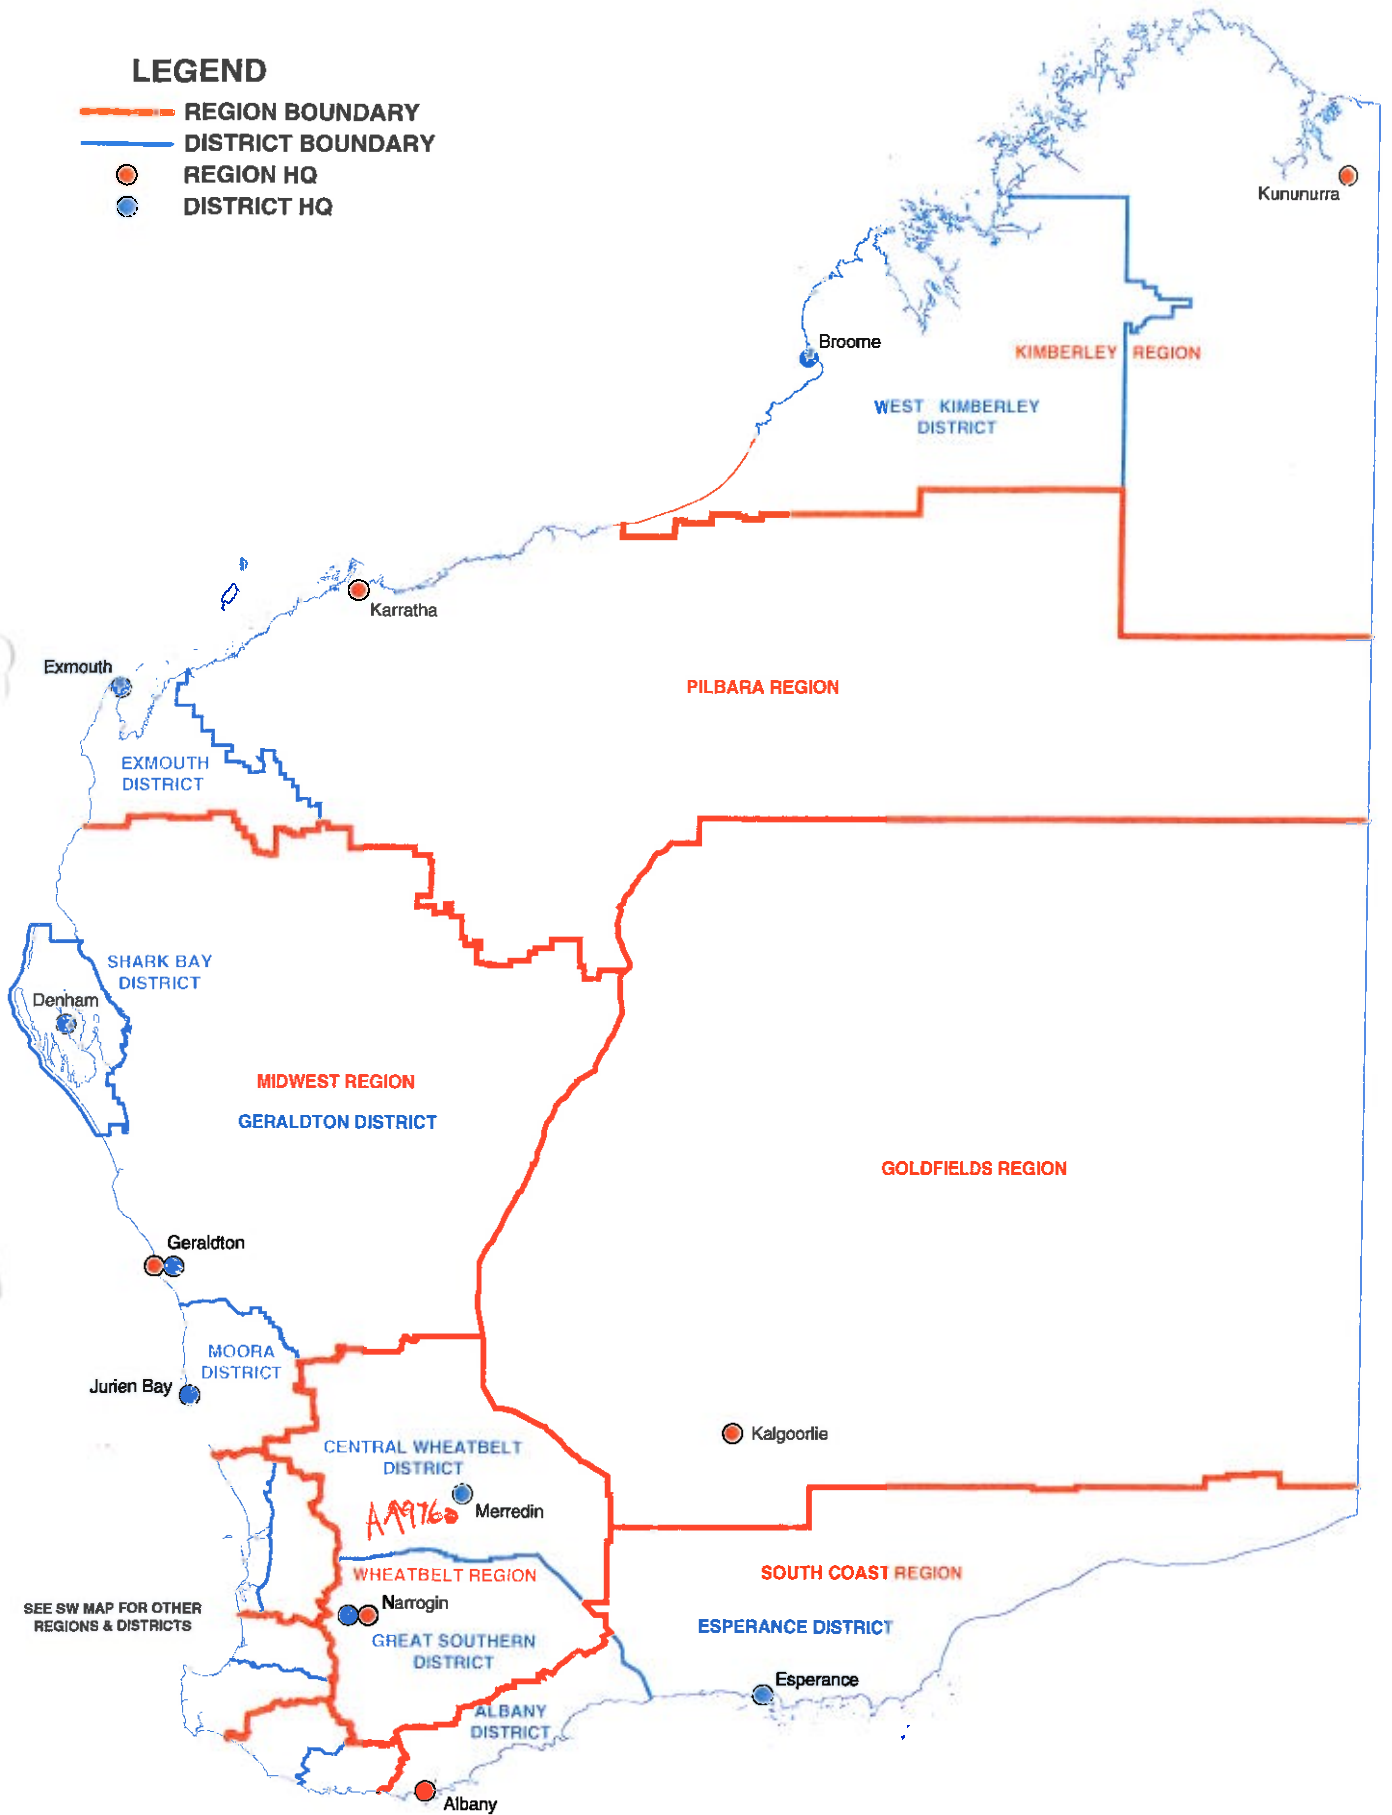 LEGEND
REGION BOUNDARY
DISTRICT BOUNDARY
REGION HQ
DISTRICT HQ
Kununurra
Broome
KIMBERLEY REGION
WEST KIMBERLEY
DISTRICT
Karratha
Exmouth
PILBARA REGION
EXMOUTH
DISTRICT
SHARK BAY
DISTRICT
Denham
MIDWEST REGION
GERALDTON DISTRICT
GOLDFIELDS REGION
Geraldton
MOORA
DISTRICT
Jurien Bay
Kalgoorlie
CENTRAL WHEATBELT
DISTRICT
Merredin
WHEATBELT REGION
SOUTH COAST REGION
Narrogin
SEE SW MAP FOR OTHER
REGIONS & DISTRICTS
ESPERANCE DISTRICT
GREAT SOUTHERN
DISTRICT
Esperance
ALBANY
DISTRICT
Albany